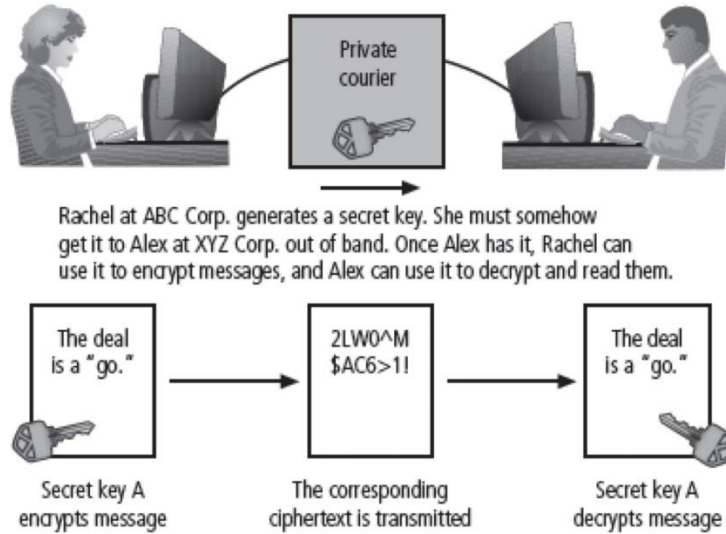 Private
courier
Rachel at ABC Corp. generates a secret key. She must somehow
get it to Alex at XYZ Corp. out of band. Once Alex has it, Rachel can
use it to encrypt messages, and Alex can use it to decrypt and read them.
The deal
is a “go.”
2LW0^M
$AC6>1!
The deal
is a “go.”
Secret key A
encrypts message
The corresponding
ciphertext is transmitted
Secret key A
decrypts message